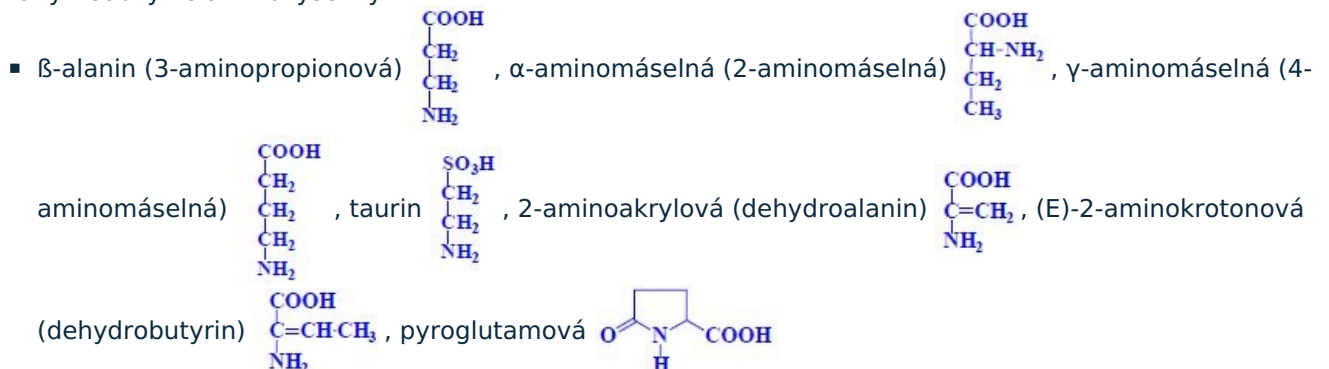 ▪ ß-alanin (3-aminopropionová) , α-aminomáselná (2-aminomáselná) , γ-aminomáselná (4-
COOH
CH₂
CH₂
NH₂
COOH
CH-NH₂
CH₂
CH₃
aminomáselná) , taurin , 2-aminoakrylová (dehydroalanin) , (E)-2-aminokrotonová
COOH
CH₂
CH₂
CH₂
NH₂
SO₃H
CH₂
CH₂
NH₂
COOH
C=CH₂
NH₂
(dehydrobutyrin) , pyroglutamová
COOH
C=CH-CH₃
NH₂
O N COOH
H